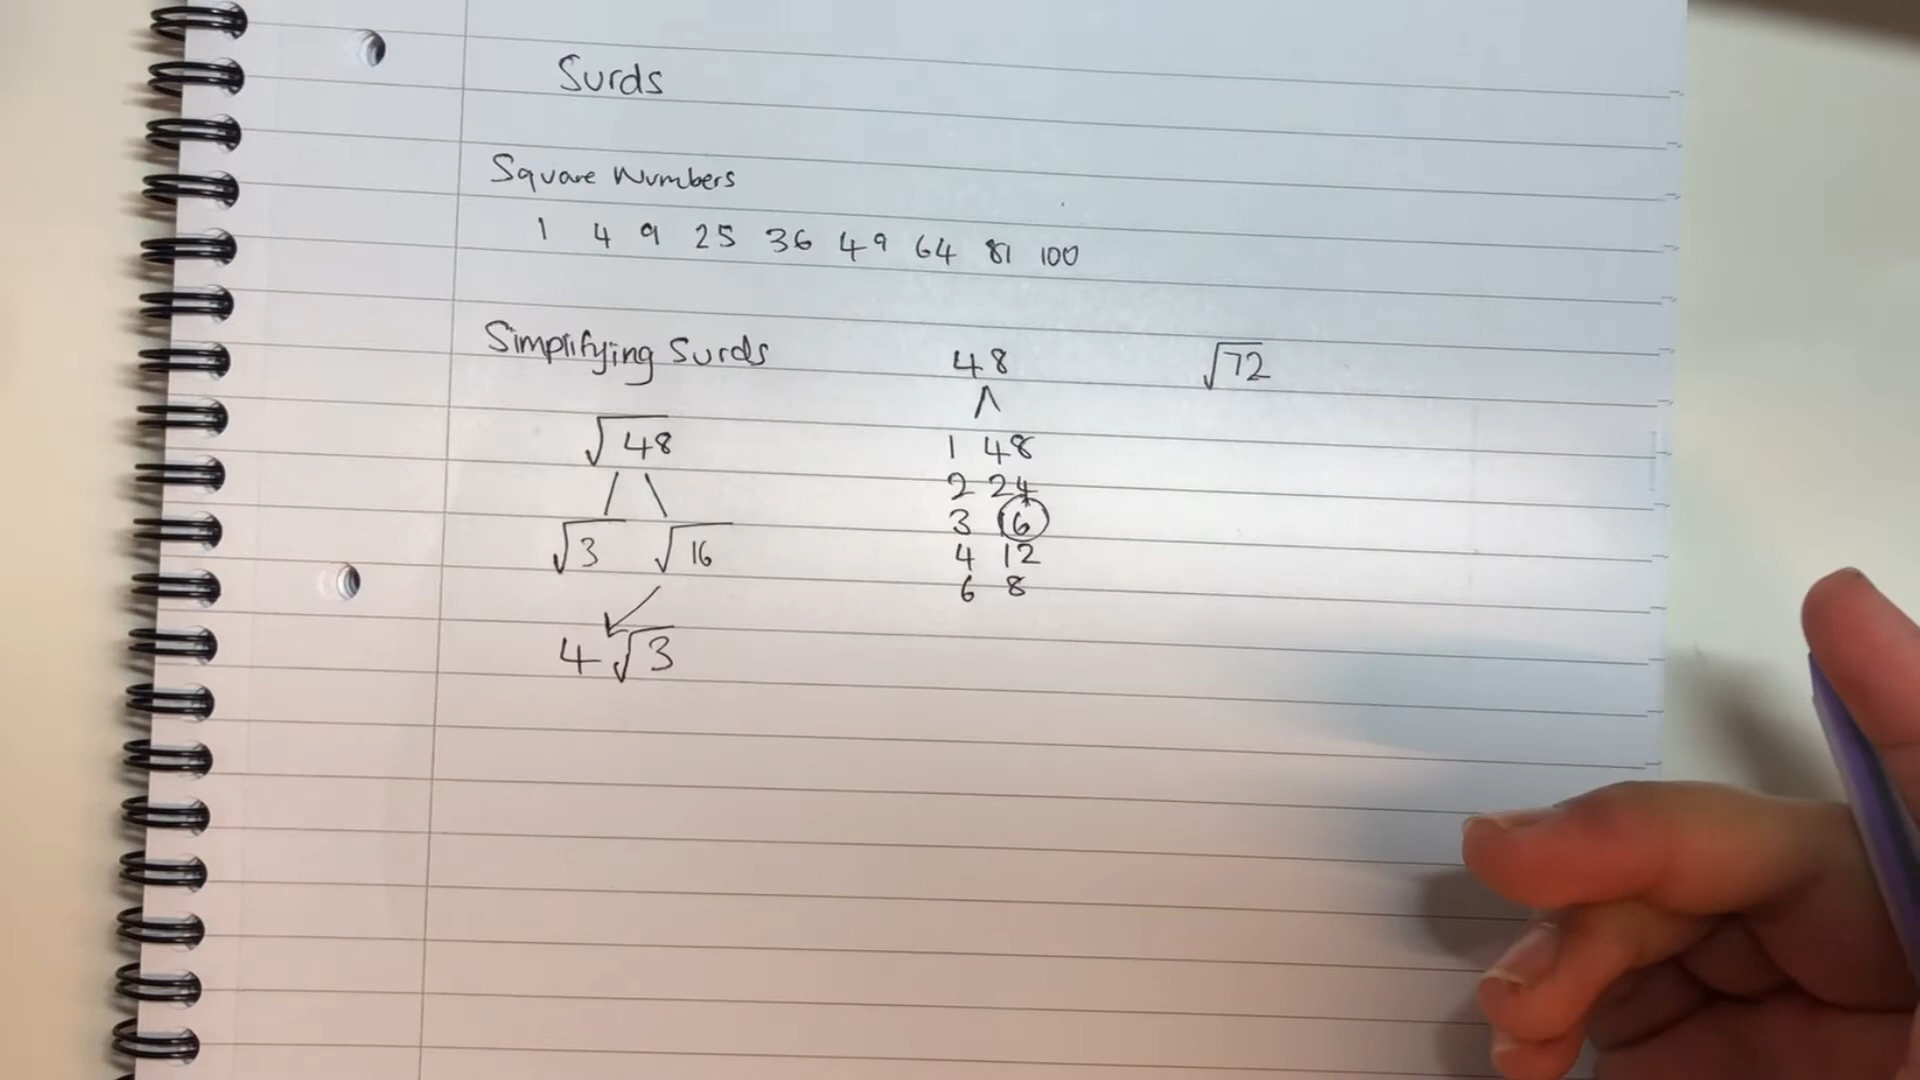 Surds
Square Numbers
1 4 9 25 36 49 64 81 100
Simplifying Surds
√48
√3 √16
4√3
48
1 48
2 24
3 16
4 12
6 8
√72